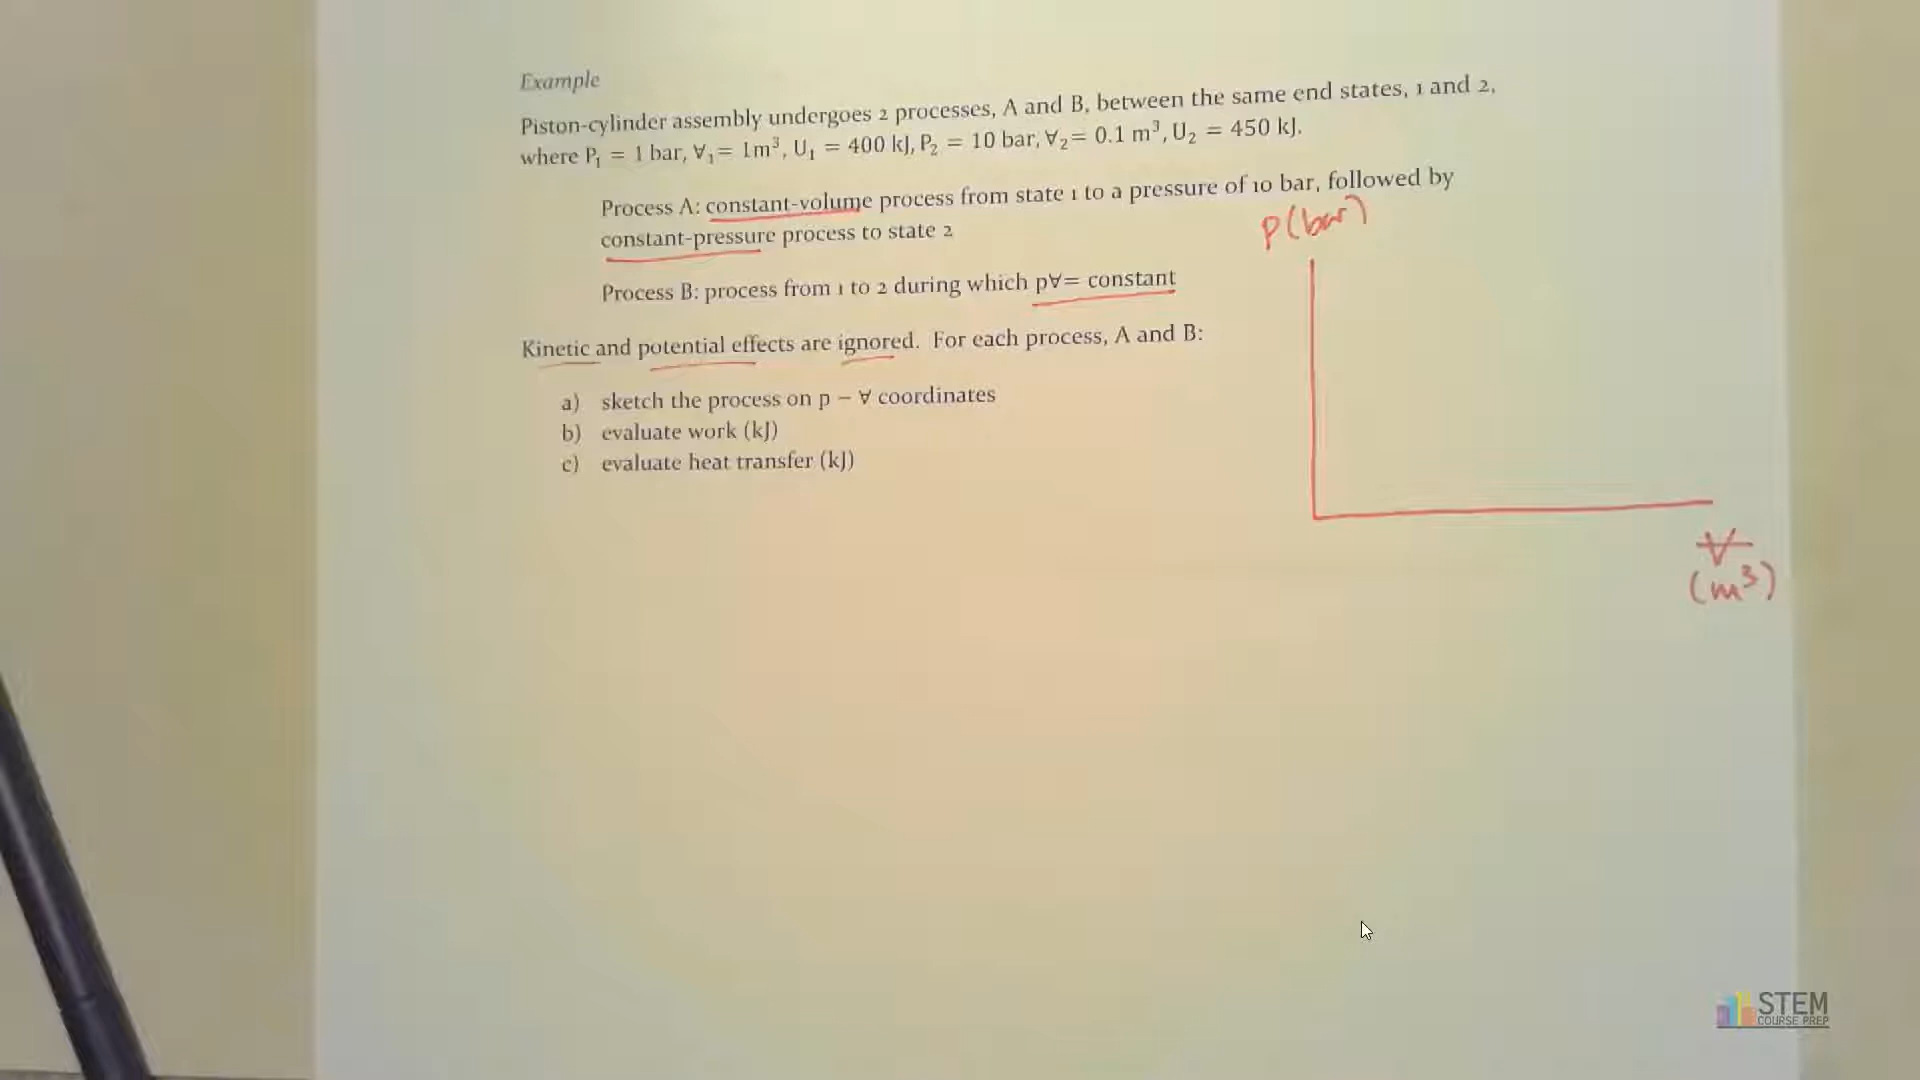 Example
Piston-cylinder assembly undergoes 2 processes, A and B, between the same end states, 1 and 2,
where P₁ = 1 bar, ∀₁= 1m³, U₁ = 400 kJ, P₂ = 10 bar, ∀₂= 0.1 m³, U₂ = 450 kJ.
Process A: constant-volume process from state 1 to a pressure of 10 bar, followed by
constant-pressure process to state 2
P(bar)
Process B: process from 1 to 2 during which p∀= constant
Kinetic and potential effects are ignored. For each process, A and B:
a) sketch the process on p – ∀ coordinates
b) evaluate work (kJ)
c) evaluate heat transfer (kJ)
V
(m³)
STEM
COURSE PREP